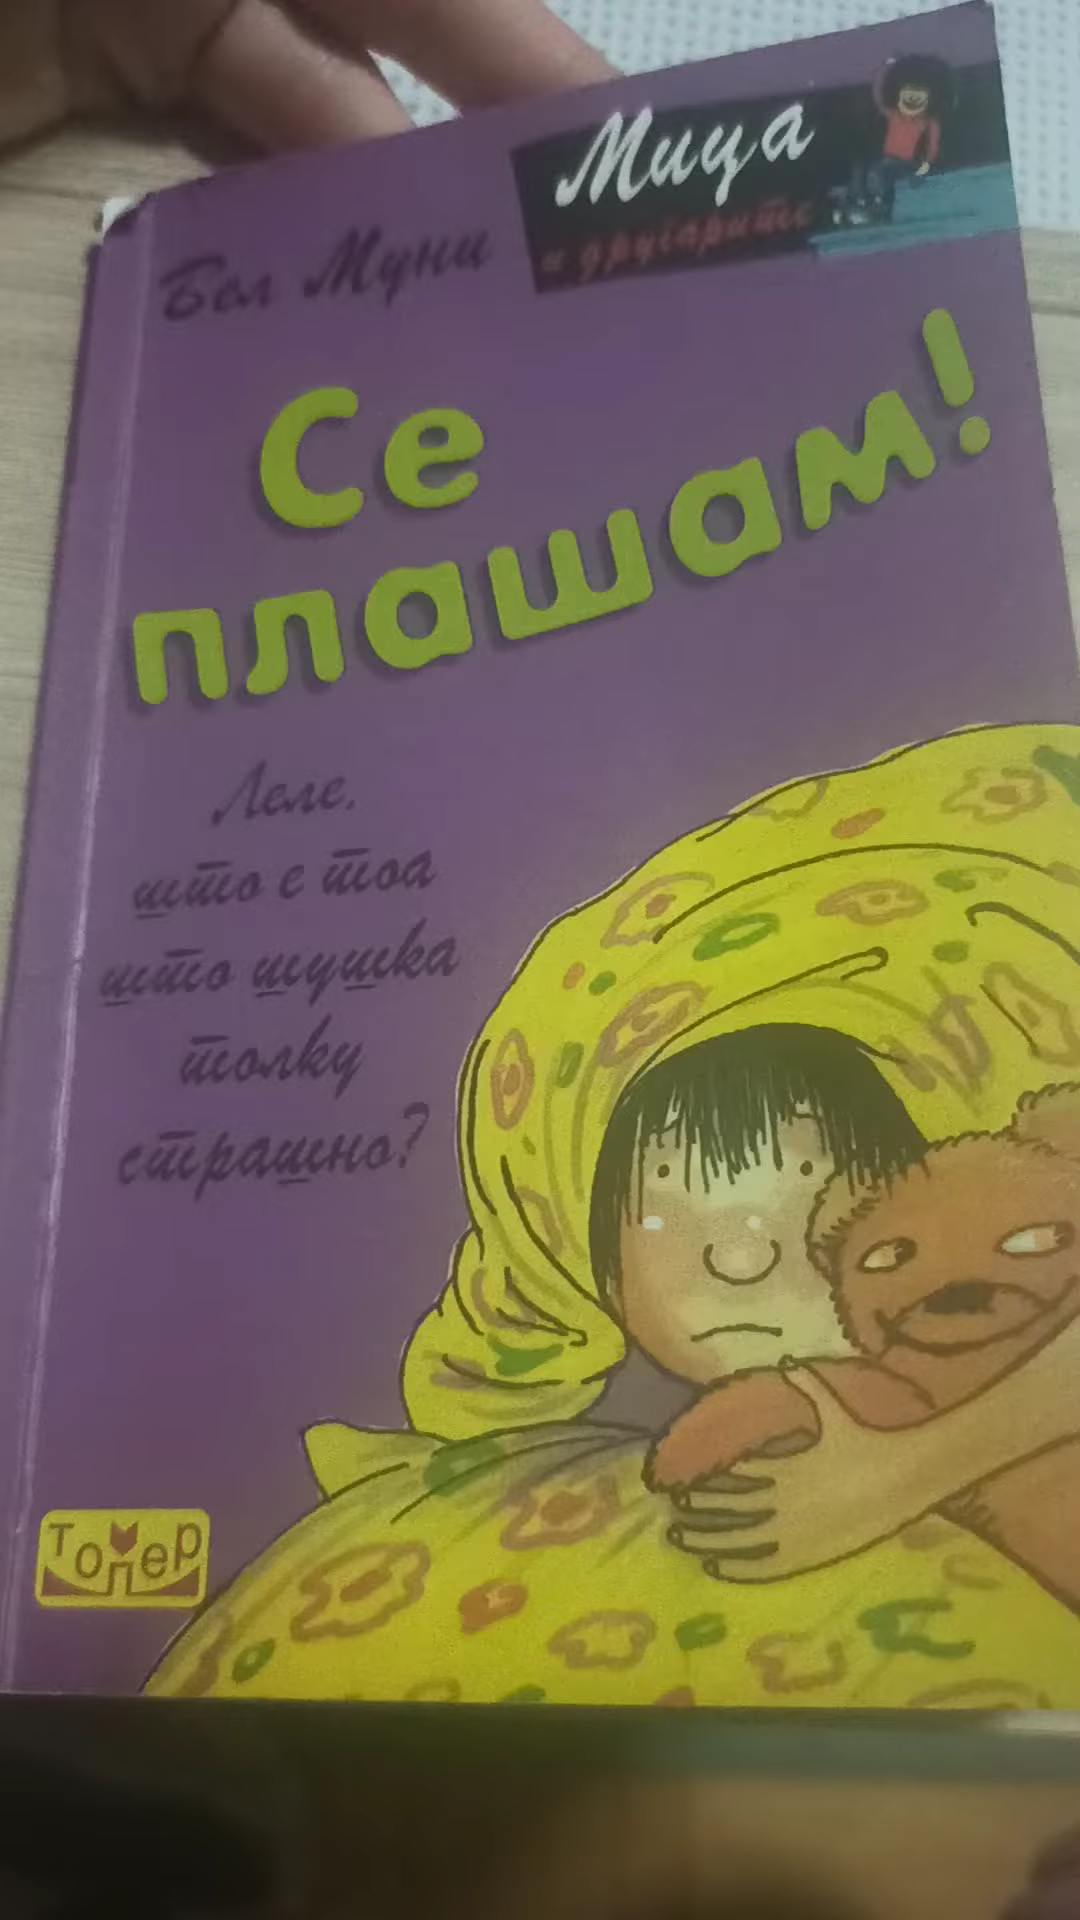 Мица
и другарите
Бел Муни
Се
плашам!
Леле,
што е тоа
што шушка
толку
страшно?
топер